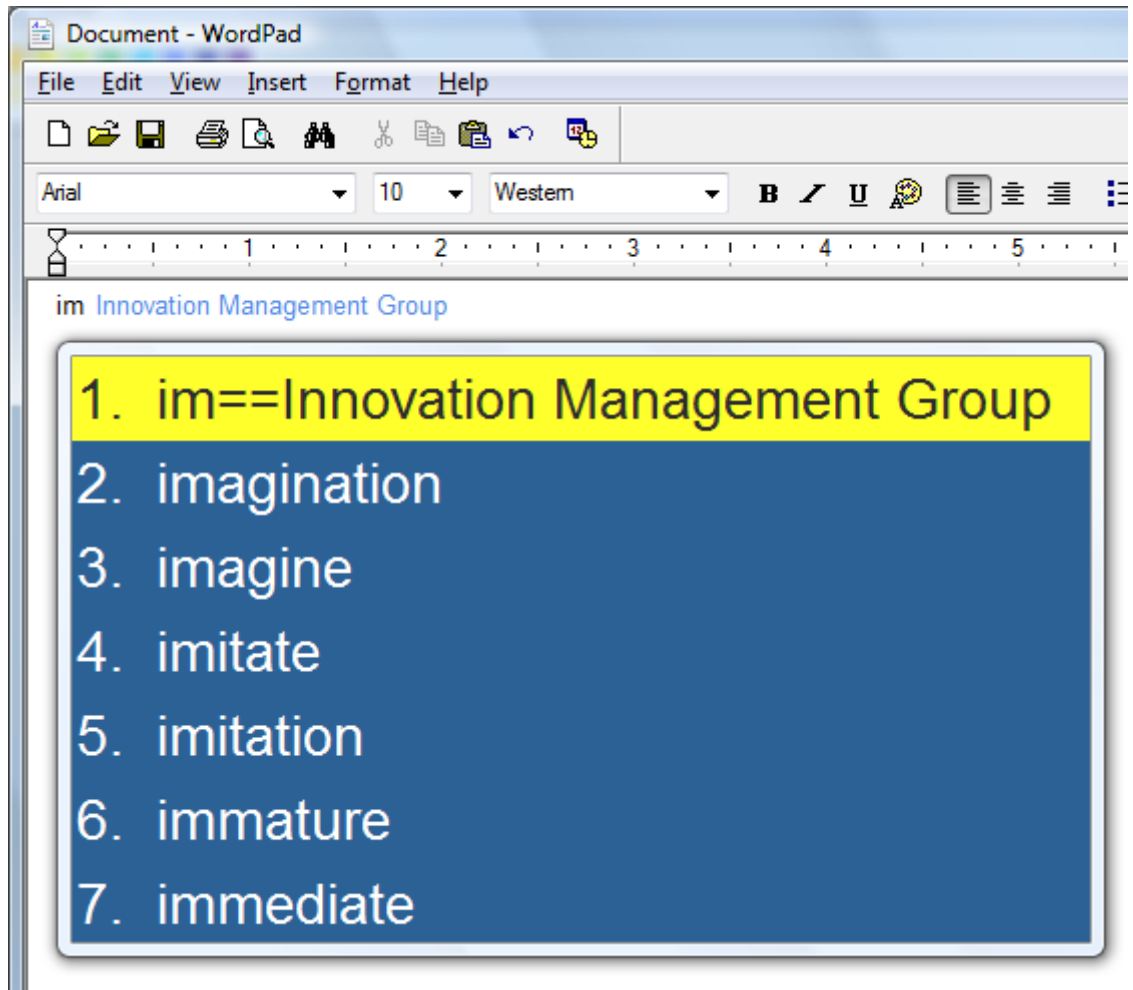 Document - WordPad
File Edit View Insert Format Help
Arial 10 Western B U
1 2 3 4 5
im Innovation Management Group
1. im==Innovation Management Group
2. imagination
3. imagine
4. imitate
5. imitation
6. immature
7. immediate